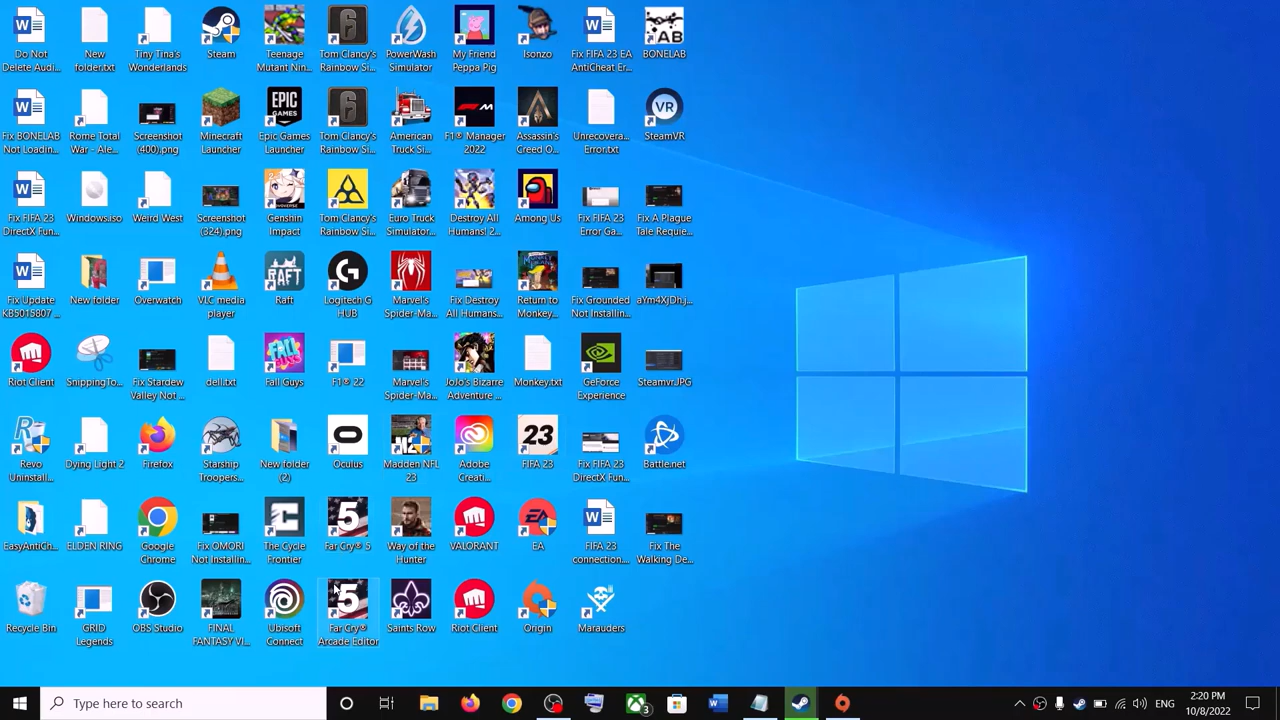 Do Not
Delete Audi...
New
folder.txt
Tiny Tina's
Wonderlands
Steam
Teenage
Mutant Nin...
Tom Clancy's
Rainbow Si...
PowerWash
Simulator
My Friend
Peppa Pig
Isonzo
Fix FIFA 23 EA
AntiCheat Er...
BONELAB
Fix BONELAB
Not Loadin...
Rome Total
War - Ale...
Screenshot
(400).png
Minecraft
Launcher
Epic Games
Launcher
Tom Clancy's
Rainbow Si...
American
Truck Si...
F1® Manager
2022
Assassin's
Creed O...
Unrecovera...
Error.txt
SteamVR
Fix FIFA 23
DirectX Fun...
Windows.iso
Weird West
Screenshot
(324).png
Genshin
Impact
Tom Clancy's
Rainbow Si...
Euro Truck
Simulator...
Destroy All
Humans! 2...
Among Us
Fix FIFA 23
Error Ga...
Fix A Plague
Tale Requie...
Fix Update
KB5015807 ...
New folder
Overwatch
VLC media
player
Raft
Logitech G
HUB
Marvel's
Spider-Ma...
Fix Destroy
All Humans...
Return to
Monkey...
Fix Grounded
Not Installin...
aYm4XjDh.j...
Riot Client
SnippingTo...
Fix Stardew
Valley Not ...
dell.txt
Fall Guys
F1® 22
Marvel's
Spider-Ma...
JoJo's Bizarre
Adventure ...
Monkey.txt
GeForce
Experience
Steamvr.JPG
Revo
Uninstall...
Dying Light 2
Firefox
Starship
Troopers...
New folder
(2)
Oculus
Madden NFL
23
Adobe
Creati...
FIFA 23
Fix FIFA 23
DirectX Fun...
Battle.net
EasyAntiCh...
ELDEN RING
Google
Chrome
Fix OMORI
Not Installin...
The Cycle
Frontier
Far Cry® 5
Way of the
Hunter
VALORANT
EA
FIFA 23
connection...
Fix The
Walking De...
Recycle Bin
GRID
Legends
OBS Studio
FINAL
FANTASY VI...
Ubisoft
Connect
Far Cry®
Arcade Editor
Saints Row
Riot Client
Origin
Marauders
Type here to search
ENG
2:20 PM
10/8/2022